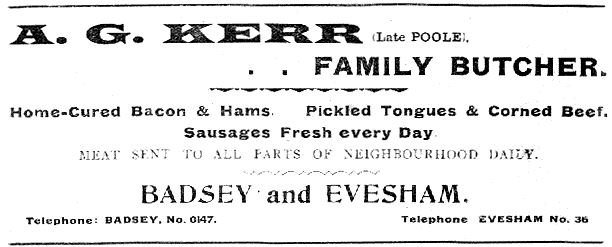 A. G. KERR (Late POOLE),
. . FAMILY BUTCHER.
Home-Cured Bacon & Hams. Pickled Tongues & Corned Beef.
Sausages Fresh every Day.
MEAT SENT TO ALL PARTS OF NEIGHBOURHOOD DAILY.
BADSEY and EVESHAM.
Telephone: BADSEY, No. 0147. Telephone EVESHAM No. 36